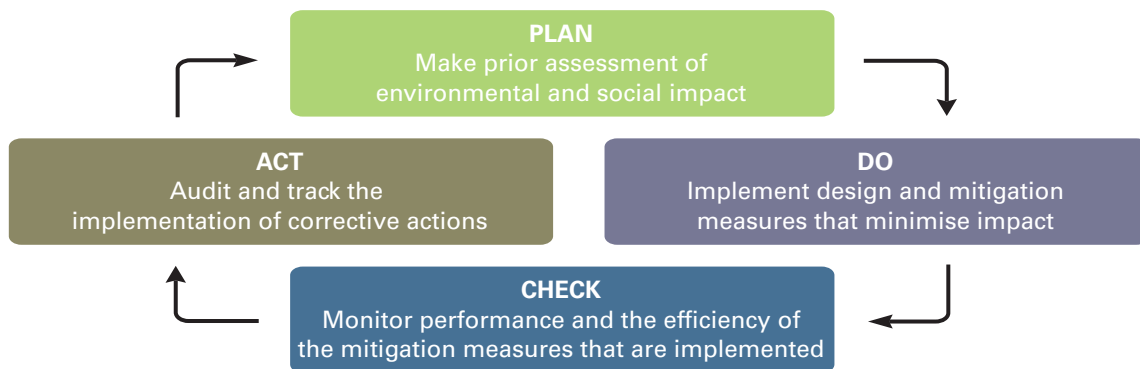 PLAN
Make prior assessment of
environmental and social impact
ACT
Audit and track the
implementation of corrective actions
DO
Implement design and mitigation
measures that minimise impact
CHECK
Monitor performance and the efficiency of
the mitigation measures that are implemented